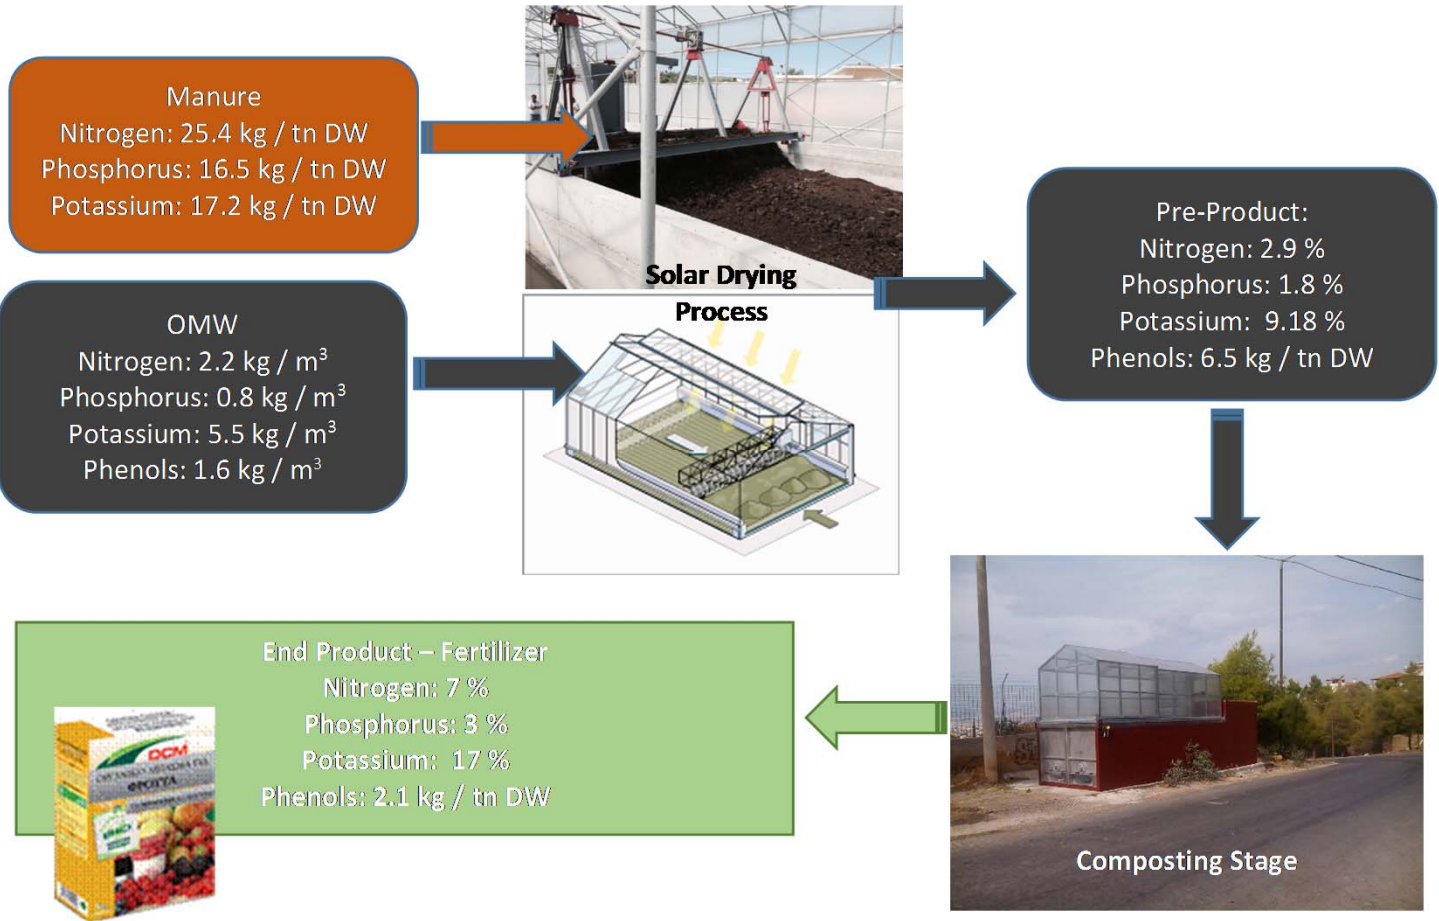 Manure
Nitrogen: 25.4 kg / tn DW
Phosphorus: 16.5 kg / tn DW
Potassium: 17.2 kg / tn DW
OMW
Nitrogen: 2.2 kg / m³
Phosphorus: 0.8 kg / m³
Potassium: 5.5 kg / m³
Phenols: 1.6 kg / m³
Solar Drying
Process
Pre-Product:
Nitrogen: 2.9 %
Phosphorus: 1.8 %
Potassium: 9.18 %
Phenols: 6.5 kg / tn DW
Composting Stage
End Product – Fertilizer
Nitrogen: 7 %
Phosphorus: 3 %
Potassium: 17 %
Phenols: 2.1 kg / tn DW
DCM
ΦΡΟΥΤΑ